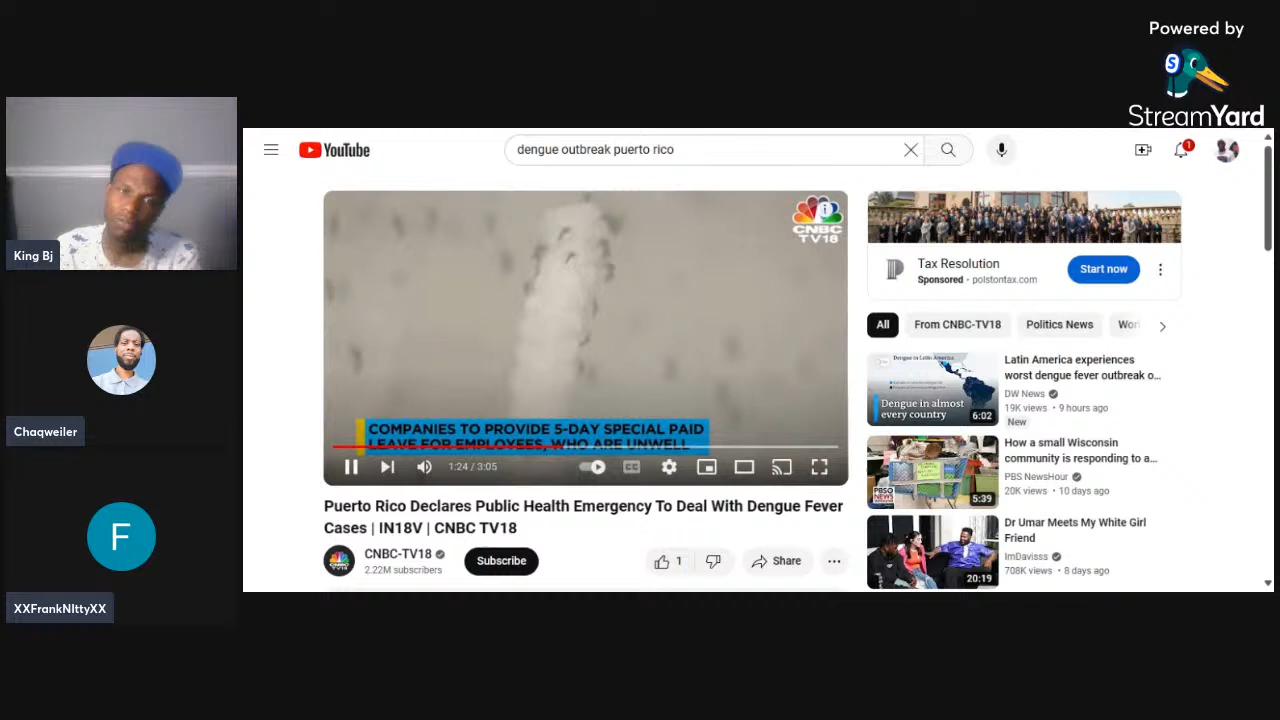 Powered by
StreamYard
King Bj
Chaqweiler
F
XXFrankNIttyXX
YouTube
dengue outbreak puerto rico
1
CNBC
TV18
COMPANIES TO PROVIDE 5-DAY SPECIAL PAID
LEAVE FOR EMPLOYEES, WHO ARE UNWELL
1:24 / 3:05
Puerto Rico Declares Public Health Emergency To Deal With Dengue Fever
Cases | IN18V | CNBC TV18
CNBC-TV18
2.22M subscribers
Subscribe
1
Share
Tax Resolution
Sponsored · polstontax.com
Start now
All
From CNBC-TV18
Politics News
Dengue in Latin America
Dengue in almost
every country
6:02
Latin America experiences
worst dengue fever outbreak o...
DW News
19K views · 9 hours ago
New
PBS
NEWS
HOUR
5:39
How a small Wisconsin
community is responding to a...
PBS NewsHour
20K views · 10 days ago
20:19
Dr Umar Meets My White Girl
Friend
ImDavisss
708K views · 8 days ago